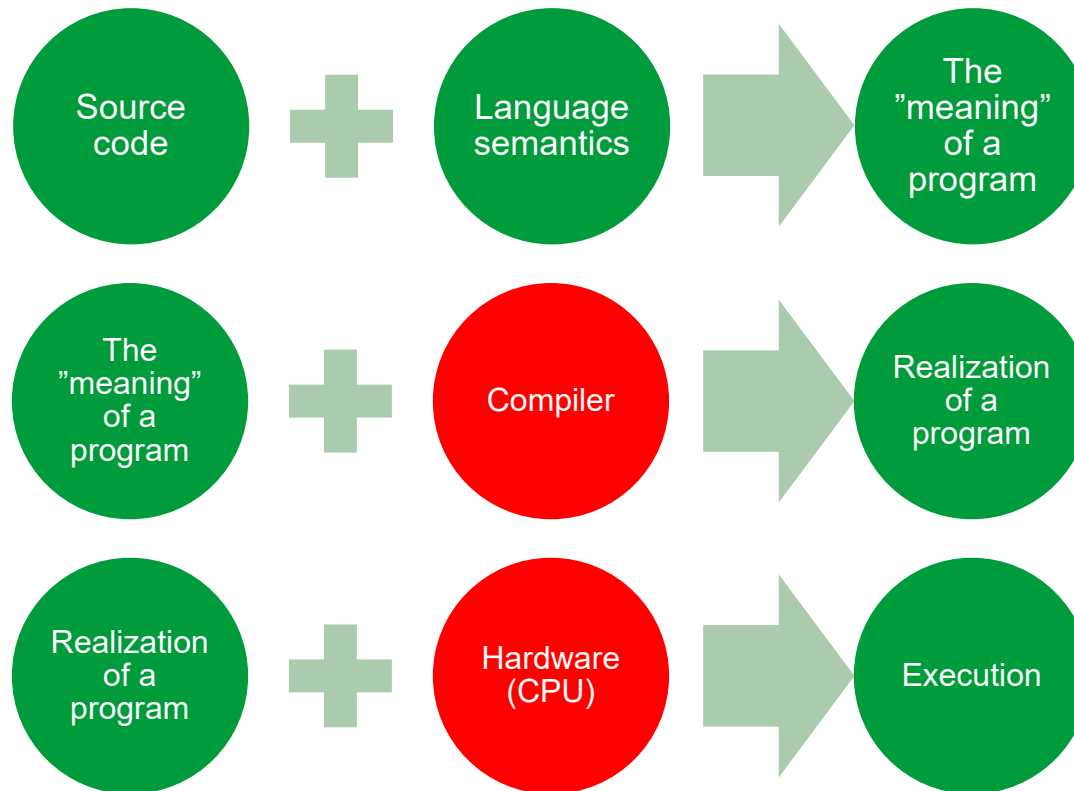 Source
code
Language
semantics
The
”meaning”
of a
program
The
”meaning”
of a
program
Compiler
Realization
of a
program
Realization
of a
program
Hardware
(CPU)
Execution